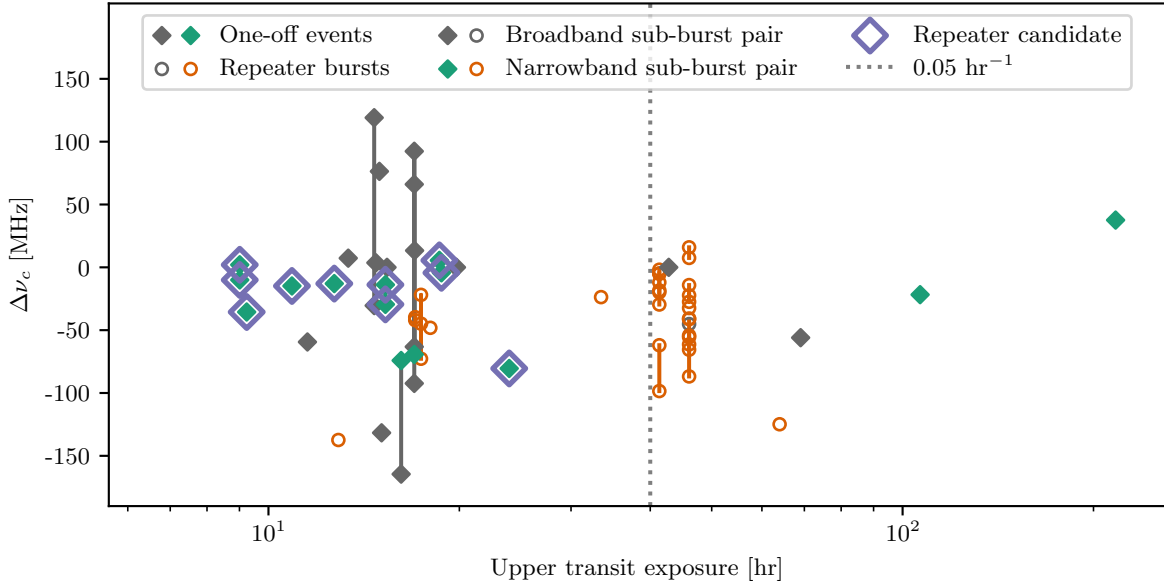 One-off events
Repeater bursts
Broadband sub-burst pair
Narrowband sub-burst pair
Repeater candidate
0.05 hr⁻¹
Δν_c [MHz]
150
100
50
0
-50
-100
-150
10¹
10²
Upper transit exposure [hr]